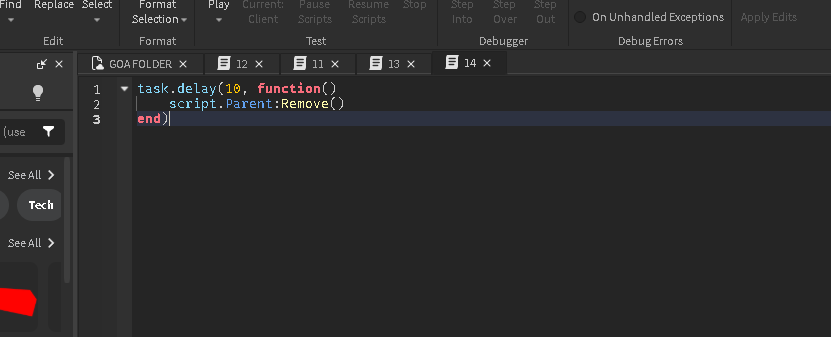 Find Replace Select Format Play Current: Pause Resume Stop Step Step Step On Unhandled Exceptions Apply Edits
Selection Client Scripts Scripts Into Over Out
Edit Format Test Debugger Debug Errors
GOAFOLDER 12 11 13 14
1 task.delay(10, function()
2 script.Parent:Remove()
3 end)
(use
See All
Tech
See All